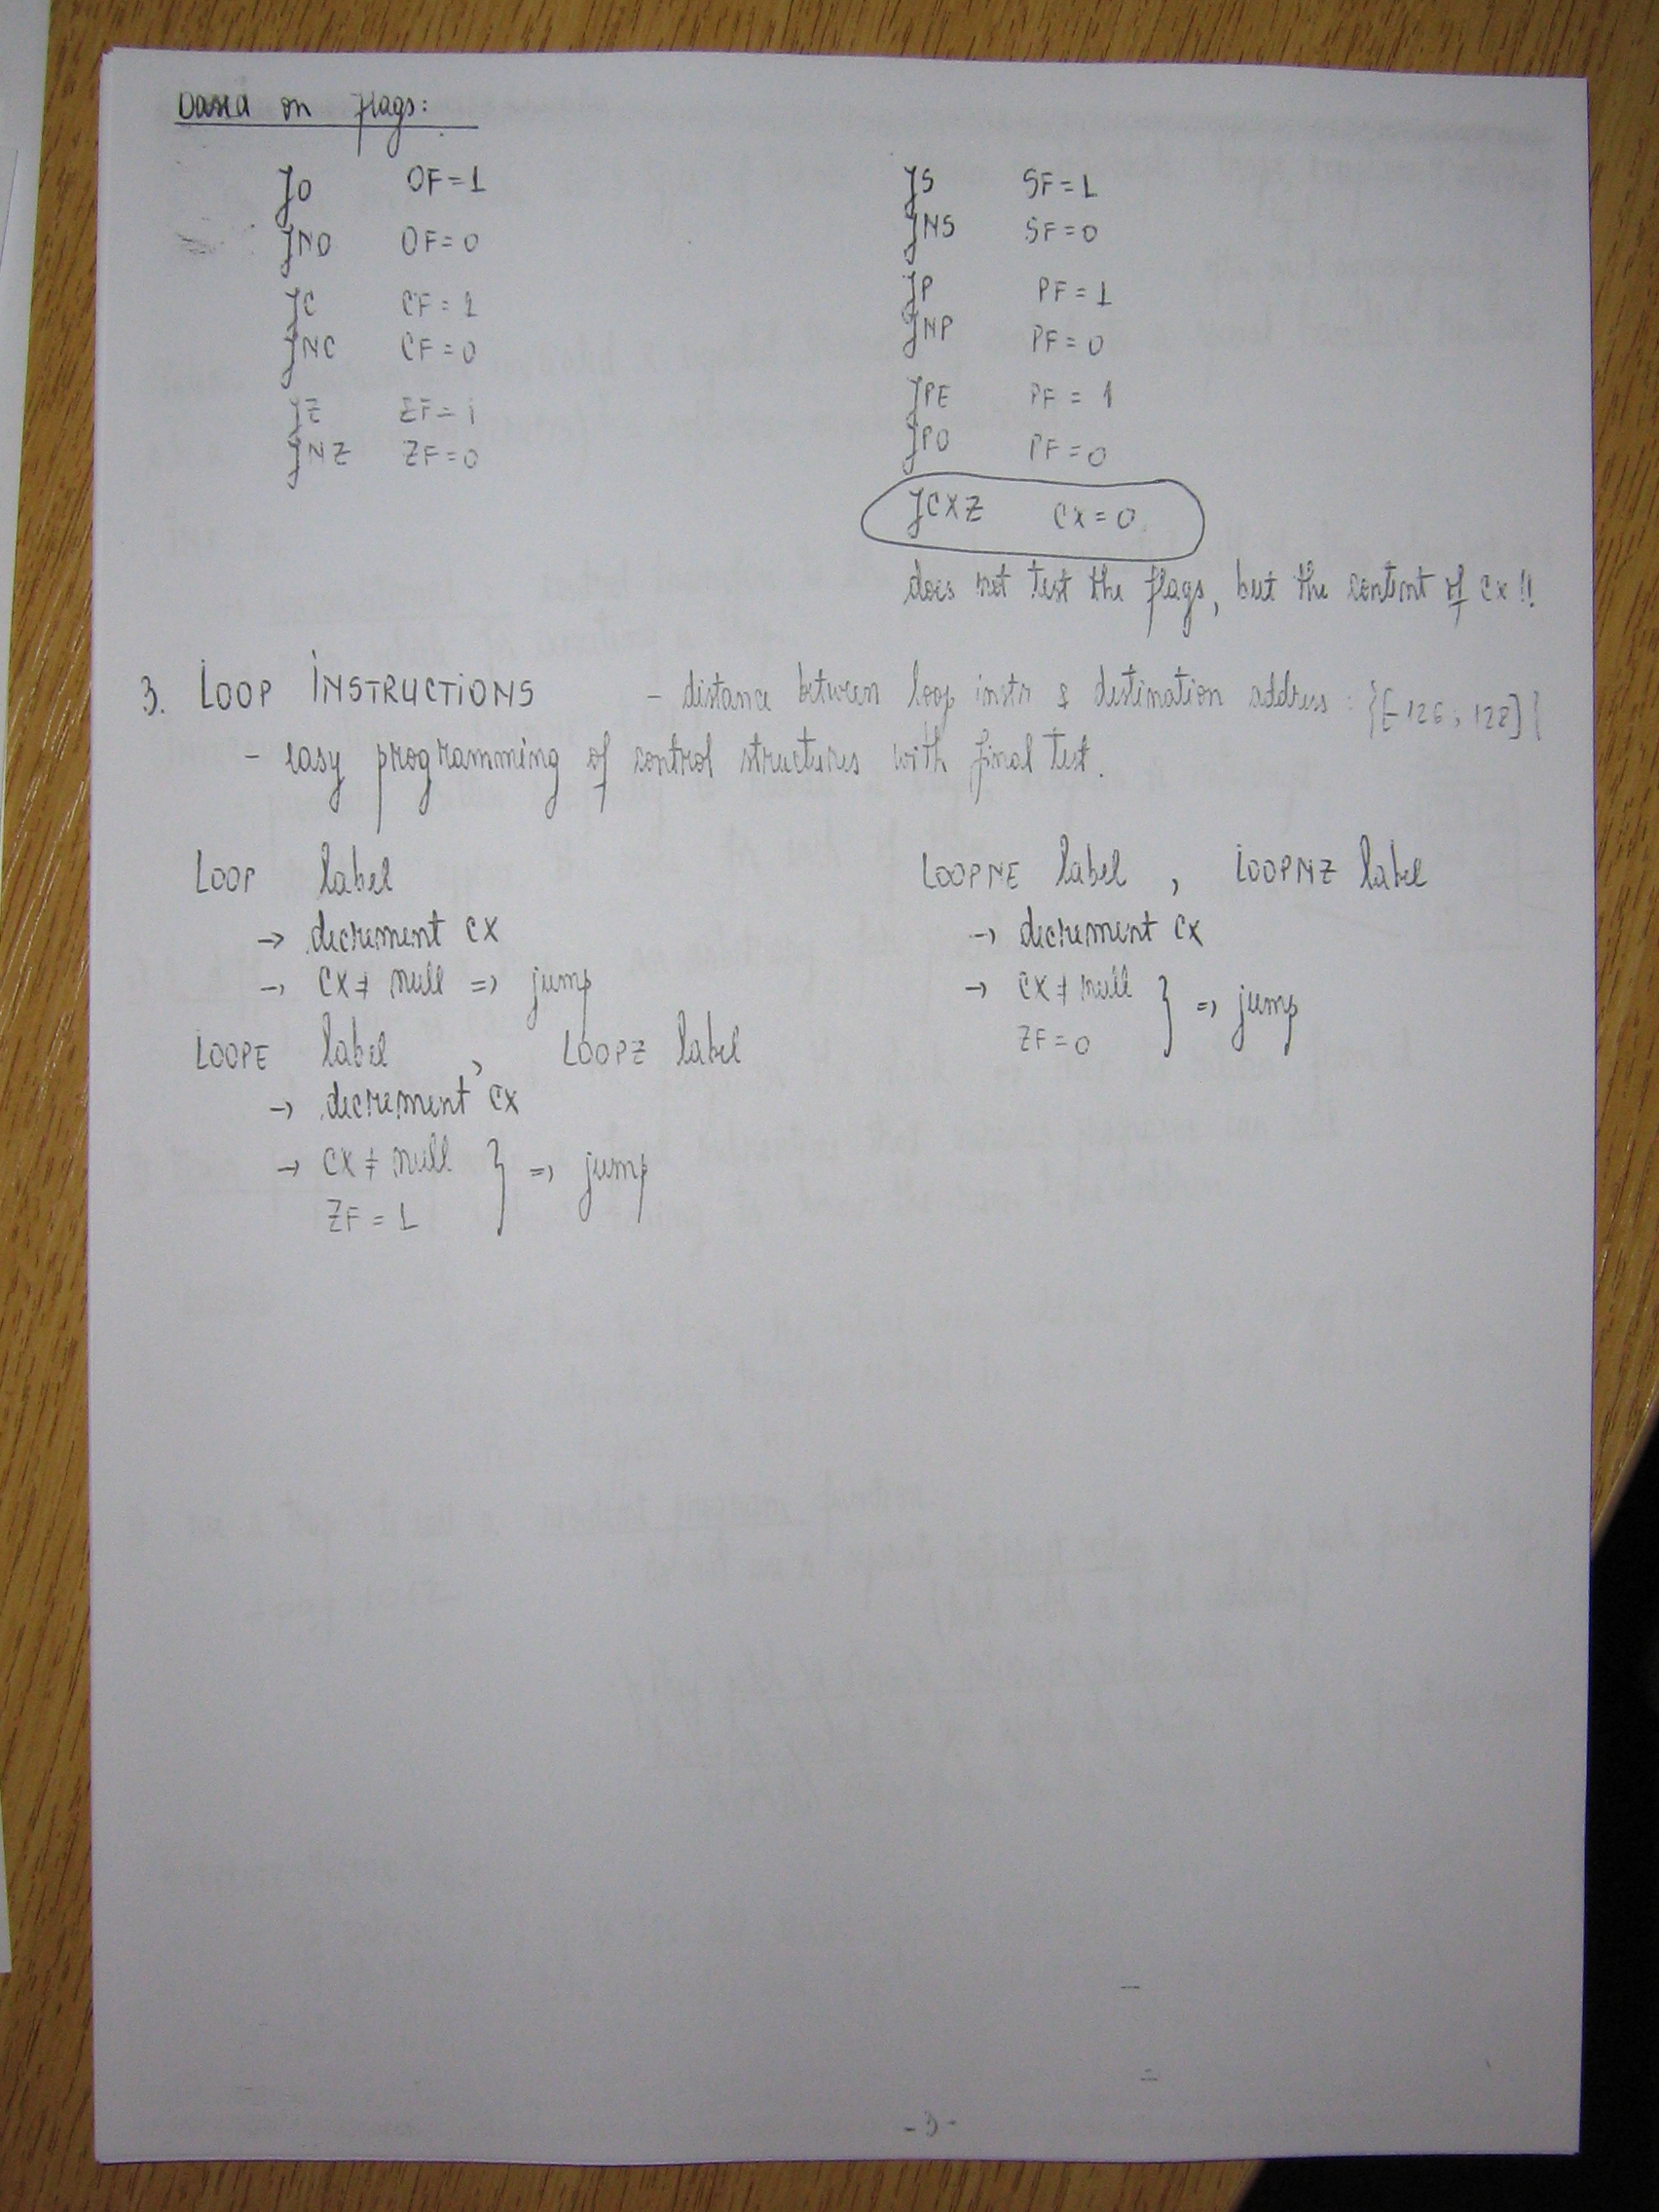 based on flags:
JO OF=1
JNO OF=0
JC CF=1
JNC CF=0
JZ ZF=1
JNZ ZF=0
JS SF=1
JNS SF=0
JP PF=1
JNP PF=0
JPE PF=1
JPO PF=0
JCXZ CX=0
does not test the flags, but the content of CX!!
3. LOOP INSTRUCTIONS - distance between loop instr & destination address: {[-126, 128]}
- easy programming of control structures with final test.
LOOP label
→ decrement CX
→ CX ≠ null => jump
LOOPE label, LOOPZ label
→ decrement CX
→ CX ≠ null } => jump
ZF = 1
LOOPNE label, LOOPNZ label
→ decrement CX
→ CX ≠ null } => jump
ZF = 0
-3-